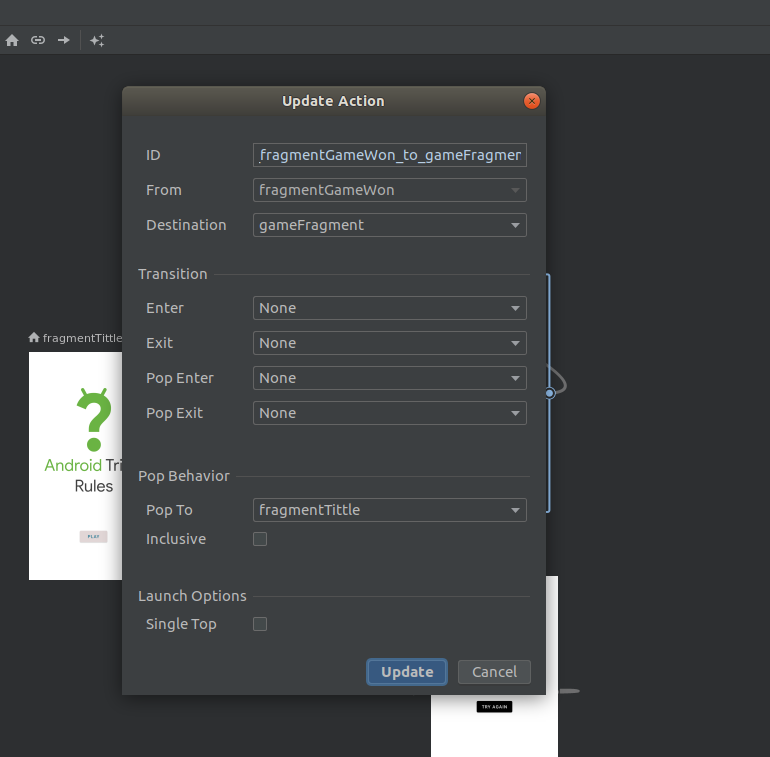 Update Action
ID fragmentGameWon_to_gameFragmen
From fragmentGameWon
Destination gameFragment
Transition
Enter None
Exit None
Pop Enter None
Pop Exit None
fragmentTittle
Android Tri
Rules
PLAY
Pop Behavior
Pop To fragmentTittle
Inclusive
Launch Options
Single Top
Update Cancel
TRY AGAIN